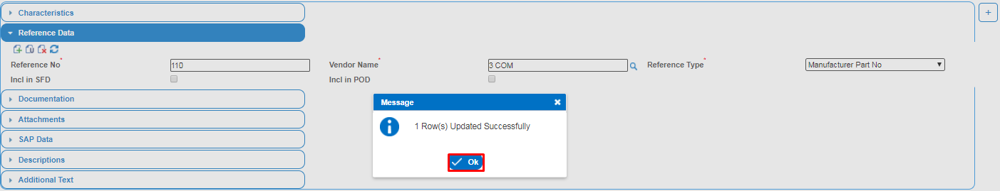 Characteristics
+
Reference Data
Reference No* 110 Vendor Name* 3 COM Reference Type* Manufacturer Part No
Incl in SFD Incl in POD
Documentation
Message
Attachments
1 Row(s) Updated Successfully
SAP Data
Descriptions
Ok
Additional Text